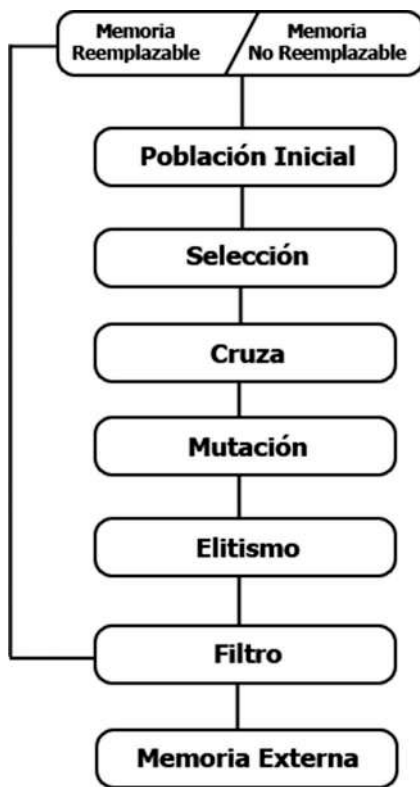 Memoria
Reemplazable
Memoria
No Reemplazable
Población Inicial
Selección
Cruza
Mutación
Elitismo
Filtro
Memoria Externa